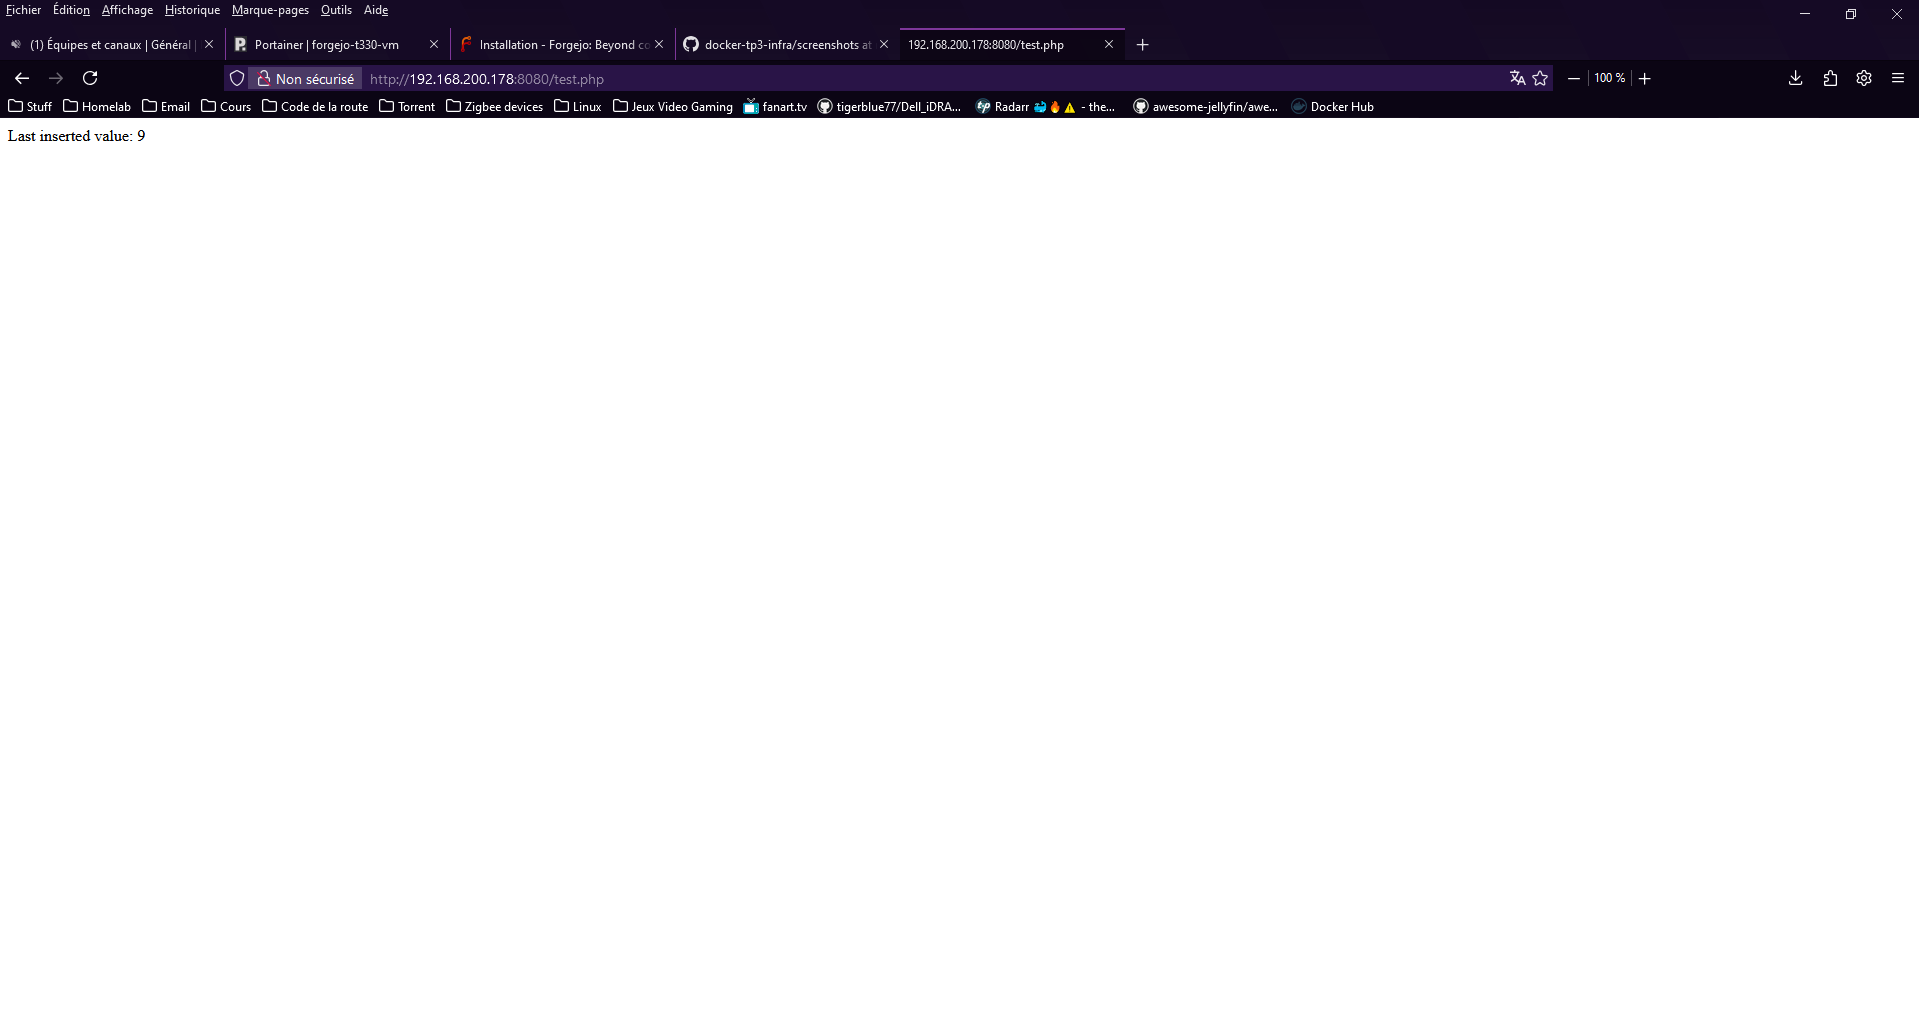 Fichier Édition Affichage Historique Marque-pages Outils Aide
(1) Équipes et canaux | Général | Portainer | forgejo-t330-vm Installation - Forgejo: Beyond co docker-tp3-infra/screenshots at 192.168.200.178:8080/test.php
Non sécurisé http://192.168.200.178:8080/test.php 100 %
Stuff Homelab Email Cours Code de la route Torrent Zigbee devices Linux Jeux Video Gaming fanart.tv tigerblue77/Dell_iDRA... Radarr 🐳🔥⚠️ - the... awesome-jellyfin/awe... Docker Hub
Last inserted value: 9